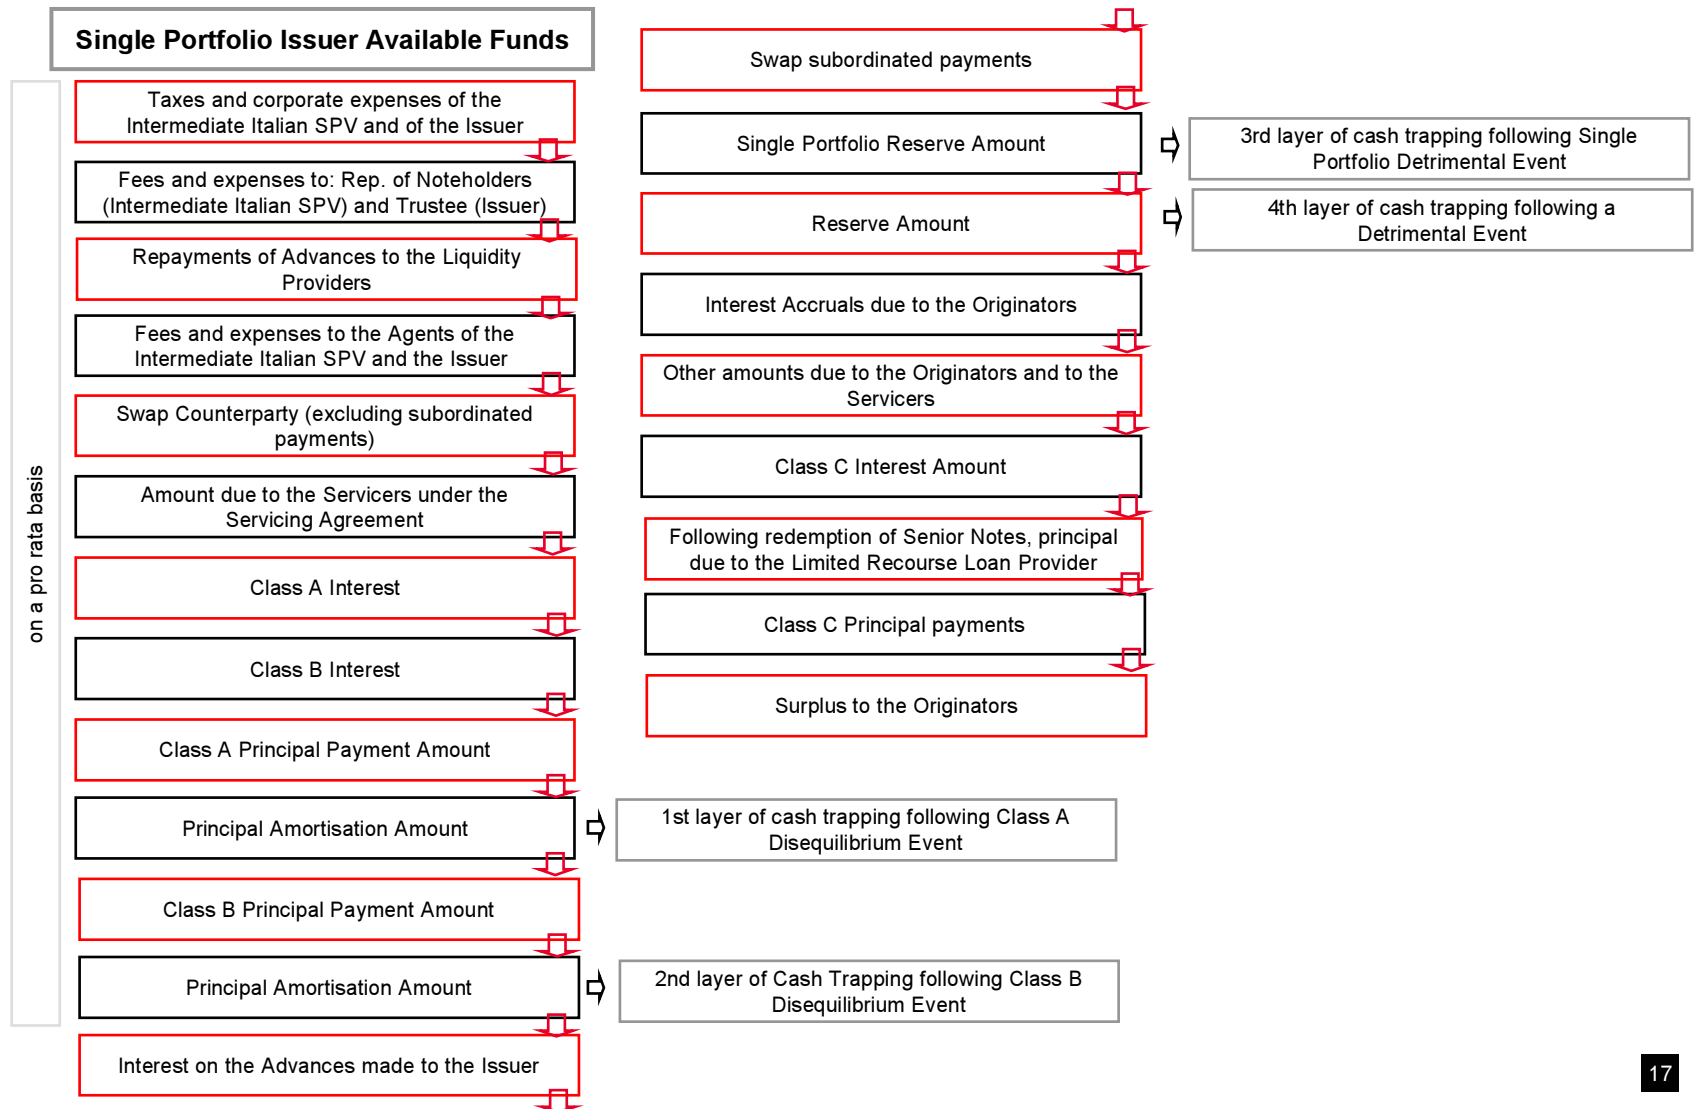 Single Portfolio Issuer Available Funds
on a pro rata basis
Taxes and corporate expenses of the
Intermediate Italian SPV and of the Issuer
Fees and expenses to: Rep. of Noteholders
(Intermediate Italian SPV) and Trustee (Issuer)
Repayments of Advances to the Liquidity
Providers
Fees and expenses to the Agents of the
Intermediate Italian SPV and the Issuer
Swap Counterparty (excluding subordinated
payments)
Amount due to the Servicers under the
Servicing Agreement
Class A Interest
Class B Interest
Class A Principal Payment Amount
Principal Amortisation Amount
1st layer of cash trapping following Class A
Disequilibrium Event
Class B Principal Payment Amount
Principal Amortisation Amount
2nd layer of Cash Trapping following Class B
Disequilibrium Event
Interest on the Advances made to the Issuer
Swap subordinated payments
Single Portfolio Reserve Amount
3rd layer of cash trapping following Single
Portfolio Detrimental Event
Reserve Amount
4th layer of cash trapping following a
Detrimental Event
Interest Accruals due to the Originators
Other amounts due to the Originators and to the
Servicers
Class C Interest Amount
Following redemption of Senior Notes, principal
due to the Limited Recourse Loan Provider
Class C Principal payments
Surplus to the Originators
17